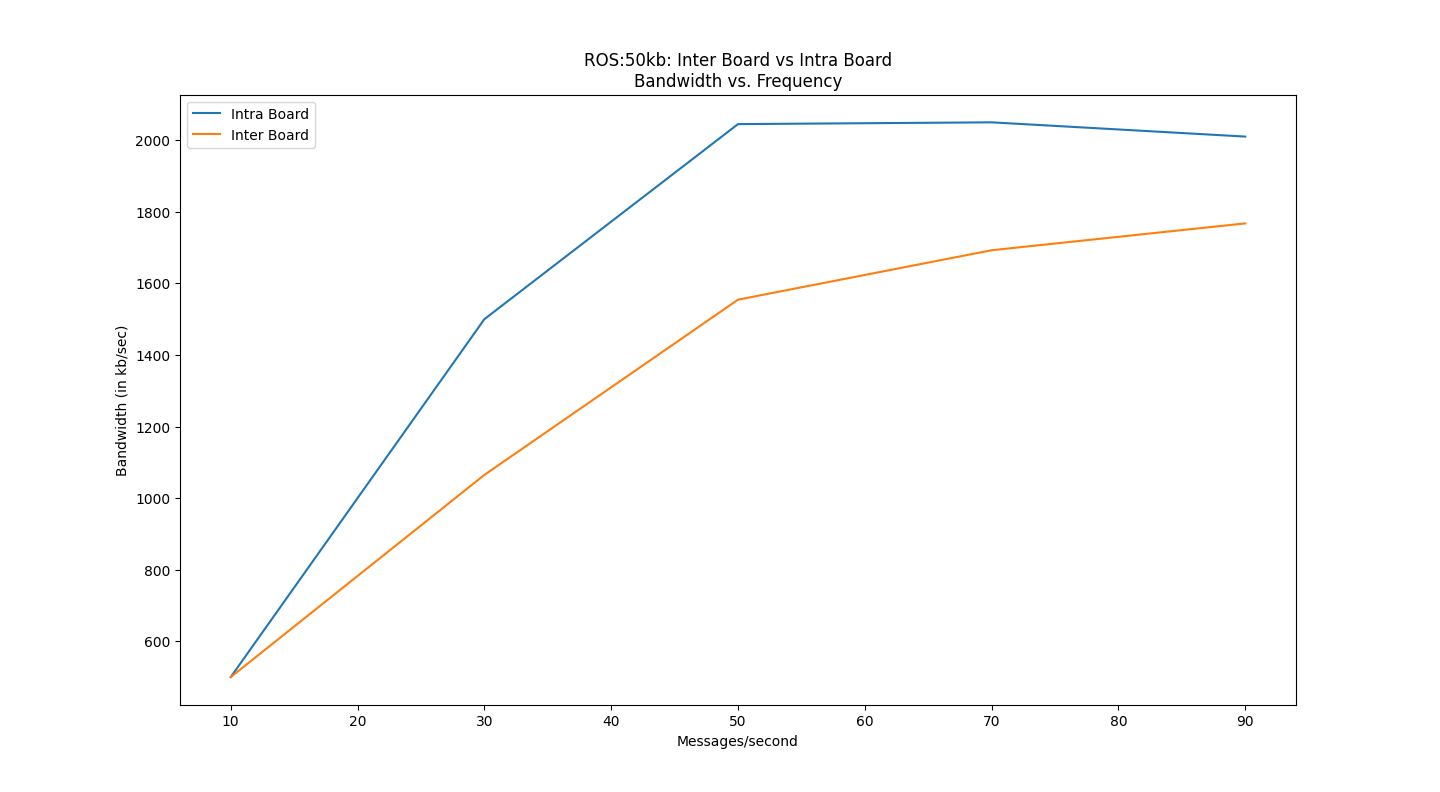 ROS:50kb: Inter Board vs Intra Board
Bandwidth vs. Frequency
Intra Board
Inter Board
2000
1800
1600
1400
1200
1000
800
600
Bandwidth (in kb/sec)
10 20 30 40 50 60 70 80 90
Messages/second